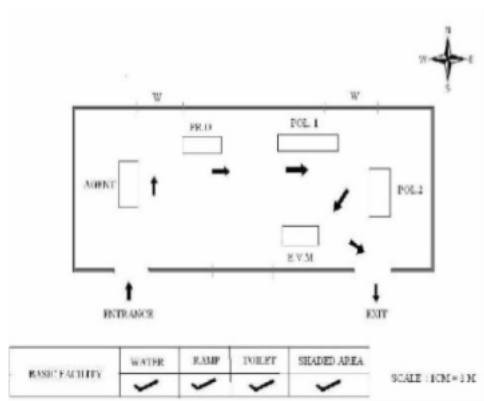 N
W E
S
W W
PR.O POL. 1
AGENT POL.2
E.V.M
ENTRANCE EXIT
BASIC FACILITY WATER RAMP TOILET SHADED AREA
SCALE : 1CM = 1 M